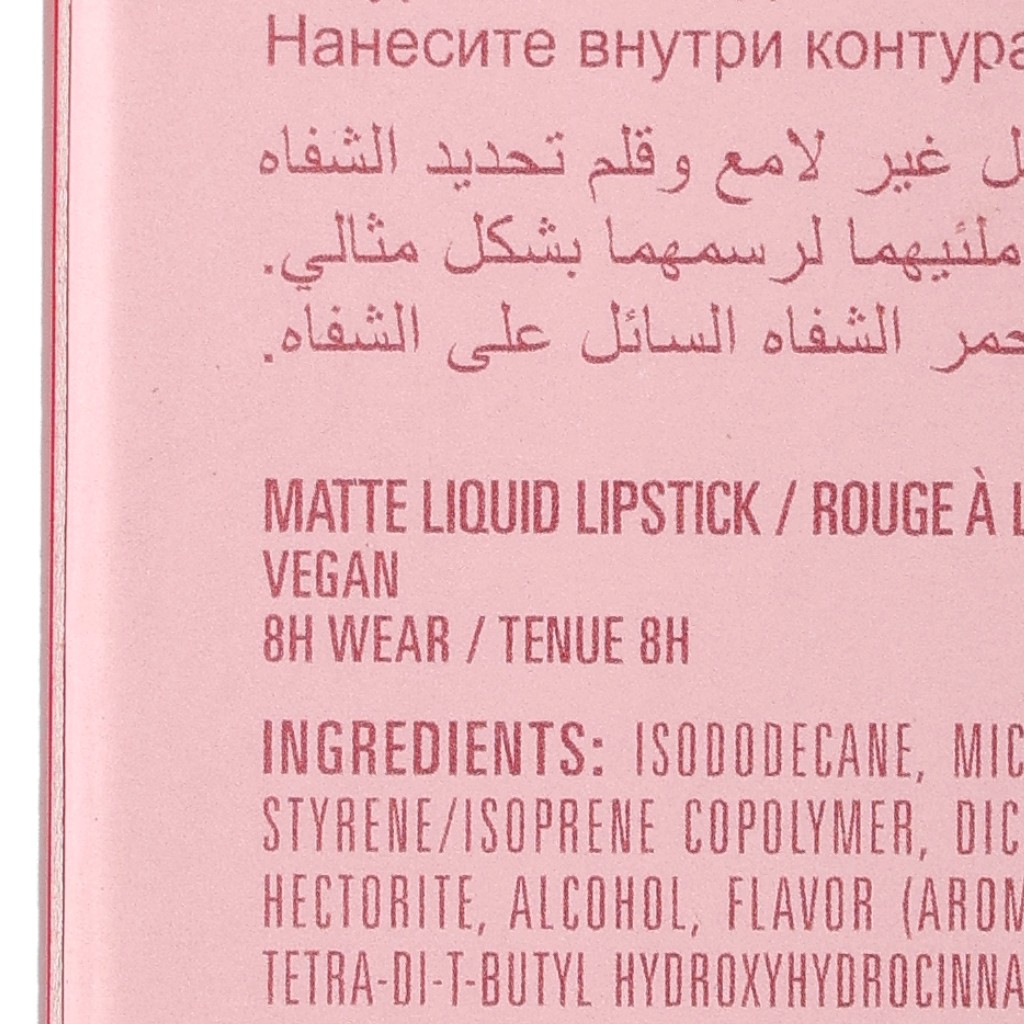 Нанесите внутри контура
غير لامع وقلم تحديد الشفاه
ملئيهما لرسمهما بشكل مثالي.
الشفاه السائل على الشفاه.
MATTE LIQUID LIPSTICK / ROUGE À L
VEGAN
8H WEAR / TENUE 8H
INGREDIENTS: ISODODECANE, MIC
STYRENE/ISOPRENE COPOLYMER, DIC
HECTORITE, ALCOHOL, FLAVOR (AROM
TETRA-DI-T-BUTYL HYDROXYHYDROCINNA